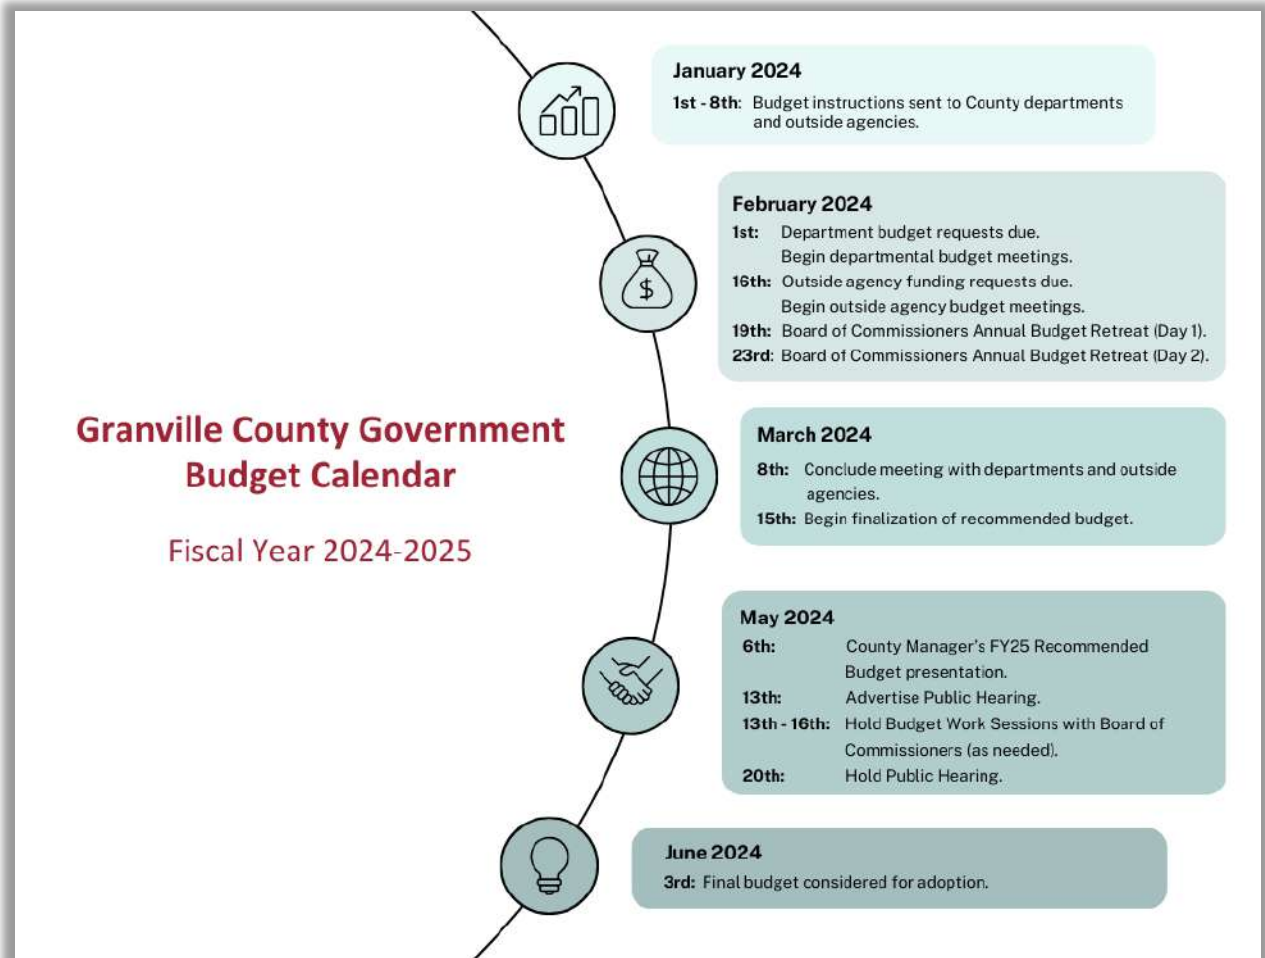 January 2024
1st - 8th: Budget instructions sent to County departments
and outside agencies.
February 2024
1st: Department budget requests due.
Begin departmental budget meetings.
16th: Outside agency funding requests due.
Begin outside agency budget meetings.
19th: Board of Commissioners Annual Budget Retreat (Day 1).
23rd: Board of Commissioners Annual Budget Retreat (Day 2).
Granville County Government
Budget Calendar
Fiscal Year 2024-2025
March 2024
8th: Conclude meeting with departments and outside
agencies.
15th: Begin finalization of recommended budget.
May 2024
6th: County Manager's FY25 Recommended
Budget presentation.
13th: Advertise Public Hearing.
13th - 16th: Hold Budget Work Sessions with Board of
Commissioners (as needed).
20th: Hold Public Hearing.
June 2024
3rd: Final budget considered for adoption.
$